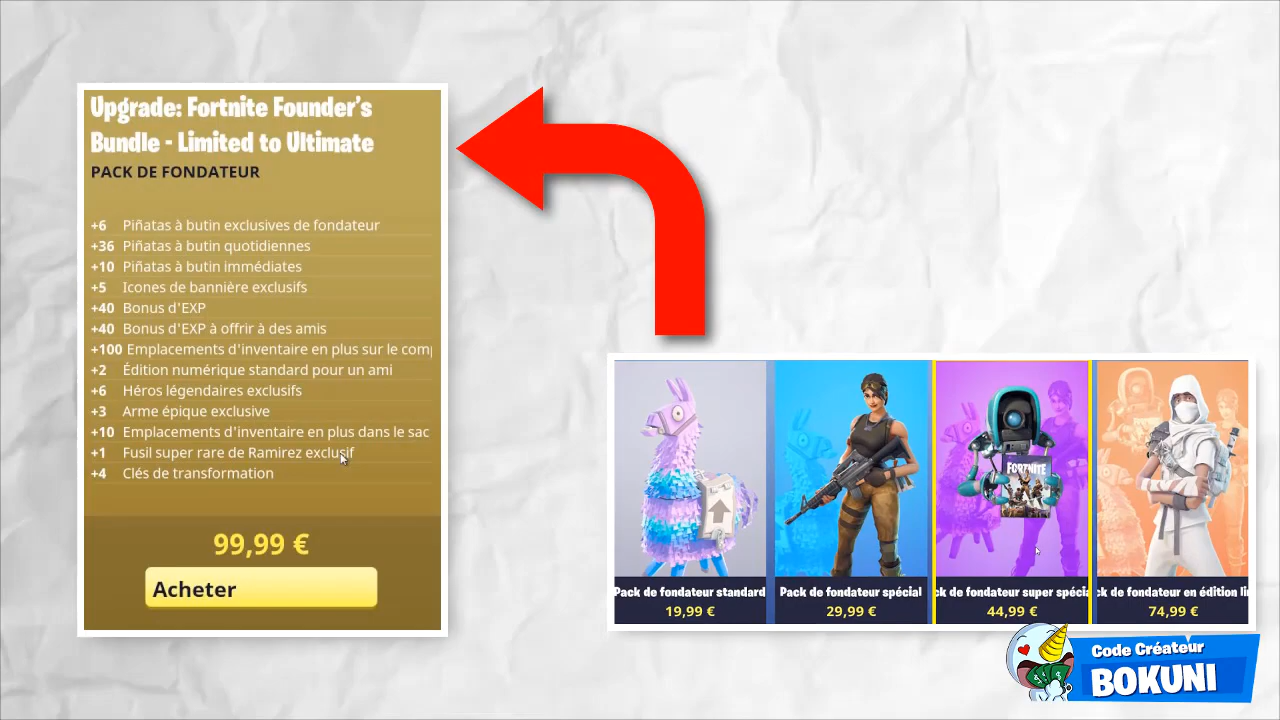 Upgrade: Fortnite Founder's
Bundle - Limited to Ultimate
PACK DE FONDATEUR
+6 Piñatas à butin exclusives de fondateur
+36 Piñatas à butin quotidiennes
+10 Piñatas à butin immédiates
+5 Icones de bannière exclusifs
+40 Bonus d'EXP
+40 Bonus d'EXP à offrir à des amis
+100 Emplacements d'inventaire en plus sur le comp
+2 Édition numérique standard pour un ami
+6 Héros légendaires exclusifs
+3 Arme épique exclusive
+10 Emplacements d'inventaire en plus dans le sac
+1 Fusil super rare de Ramirez exclusif
+4 Clés de transformation
99,99 €
Acheter
FORTNITE
Pack de fondateur standard
19,99 €
Pack de fondateur spécial
29,99 €
ck de fondateur super spécia
44,99 €
ck de fondateur en édition li
74,99 €
Code Créateur
BOKUNI